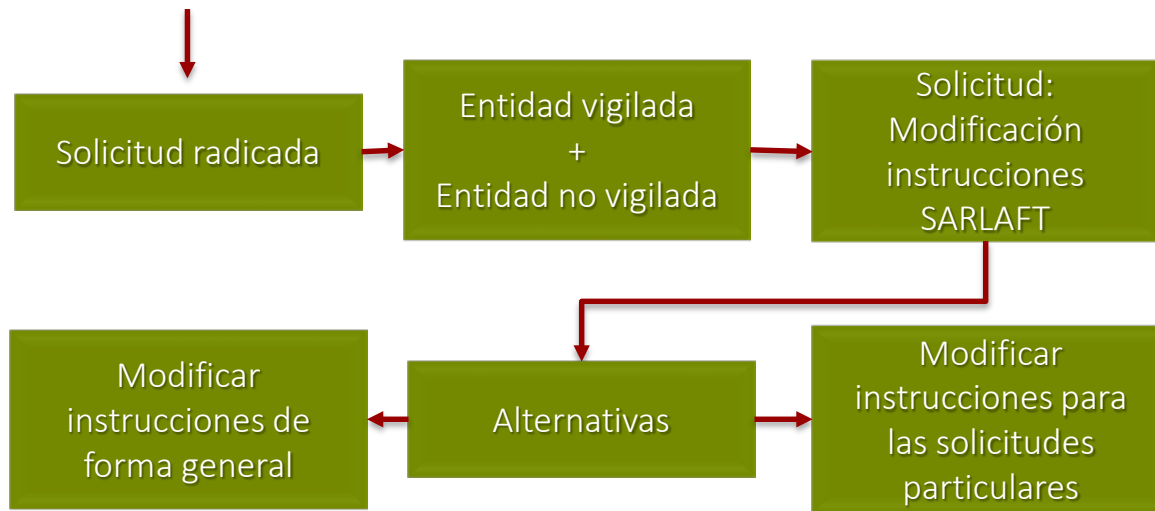 Solicitud radicada
Entidad vigilada
+
Entidad no vigilada
Solicitud:
Modificación
instrucciones
SARLAFT
Modificar
instrucciones de
forma general
Alternativas
Modificar
instrucciones para
las solicitudes
particulares